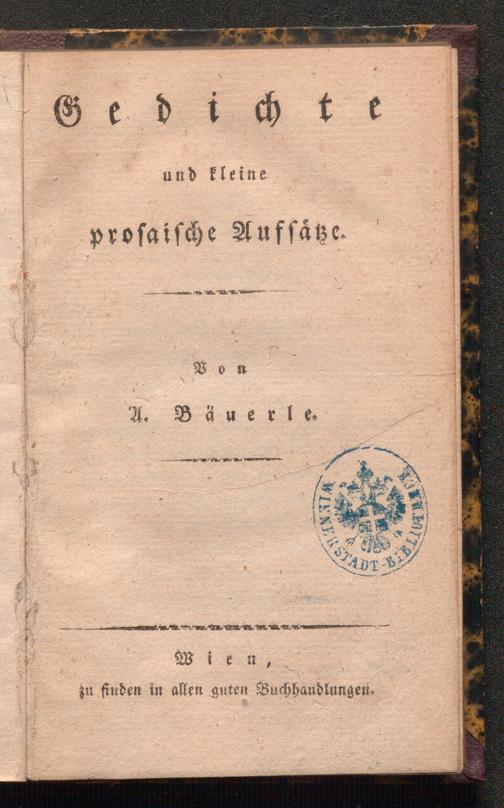 Gedichte
und kleine
prosaische Aufsätze.
Von
A. Bäuerle.
WIENER STADT-BIBLIOTHEK
Wien,
zu finden in allen guten Buchhandlungen.